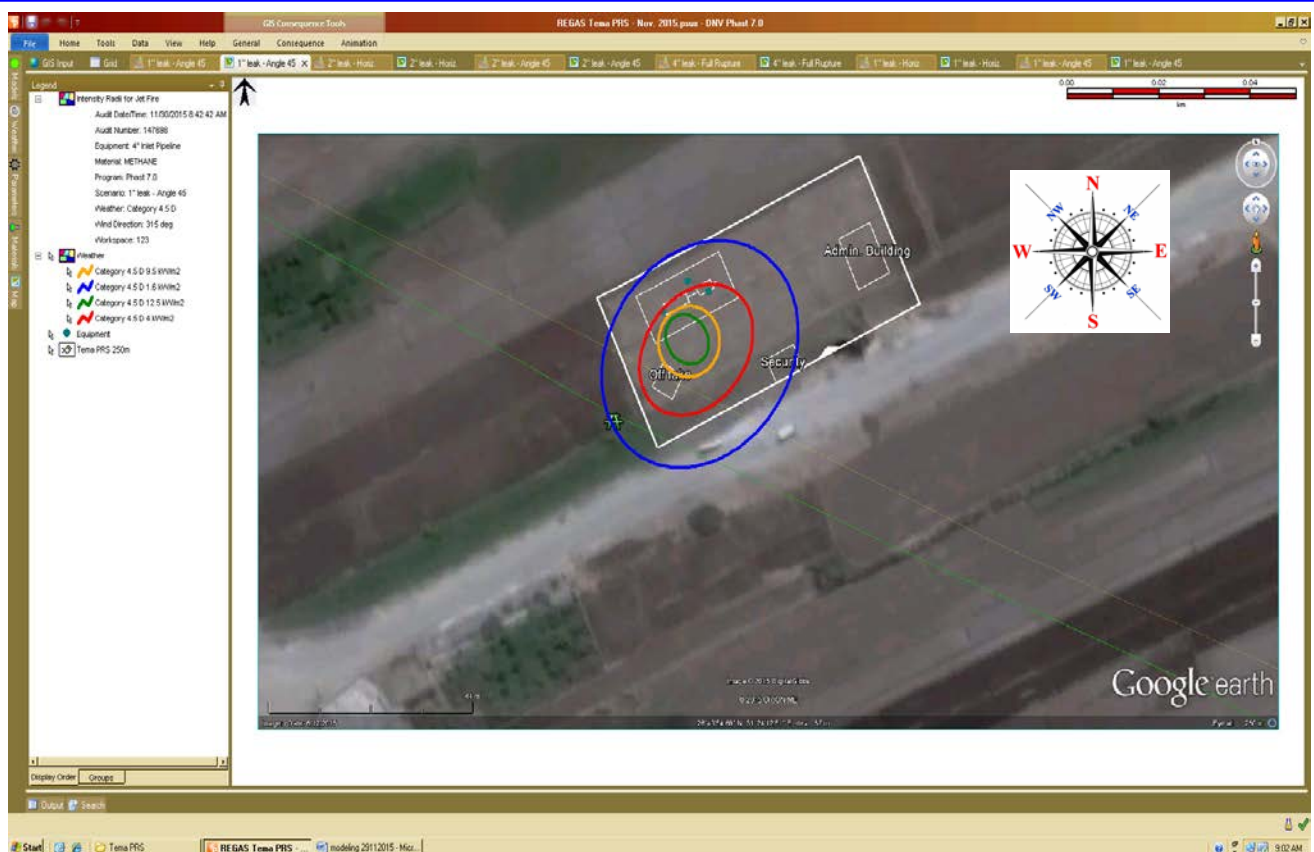 GIS Consequence Tools
REGAS Tema PRS - Nov. 2015.psux - DNV Phast 7.0
File Home Tools Data View Help General Consequence Animation
GIS Input Grid 1" leak - Angle 45 1" leak - Angle 45 x 2" leak - Horiz. 2" leak - Horiz. 2" leak - Angle 45 2" leak - Angle 45 4" leak - Full Rupture 4" leak - Full Rupture 1" leak - Horiz. 1" leak - Horiz. 1" leak - Angle 45 1" leak - Angle 45
Models
Weather
Parameters
Materials
Map
Legend
Intensity Radii for Jet Fire
Audit Date/Time: 11/30/2015 8:42:42 AM
Audit Number: 147698
Equipment: 4" Inlet Pipeline
Material: METHANE
Program: Phast 7.0
Scenario: 1" leak - Angle 45
Weather: Category 4.5 D
Wind Direction: 315 deg
Workspace: 123
Weather
Category 4.5 D 9.5 kW/m2
Category 4.5 D 1.6 kW/m2
Category 4.5 D 12.5 kW/m2
Category 4.5 D 4 kW/m2
Equipment
Tema PRS 250m
0.00 0.02 0.04
km
N
NW NE
W E
SW SE
S
Admin. Building
Security
Offtake
Google earth
Display Order Groups
Output Search
Start Tema PRS REGAS Tema PRS - ... modeling 29112015 - Micr... 9:02 AM